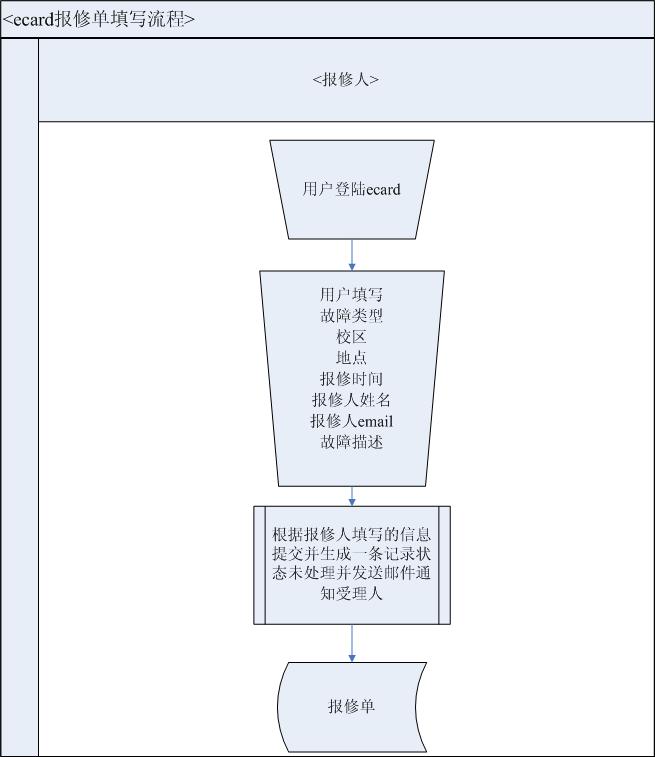 <ecard报修单填写流程>
<报修人>
用户登陆ecard
用户填写
故障类型
校区
地点
报修时间
报修人姓名
报修人email
故障描述
根据报修人填写的信息
提交并生成一条记录状
态未处理并发送邮件通
知受理人
报修单